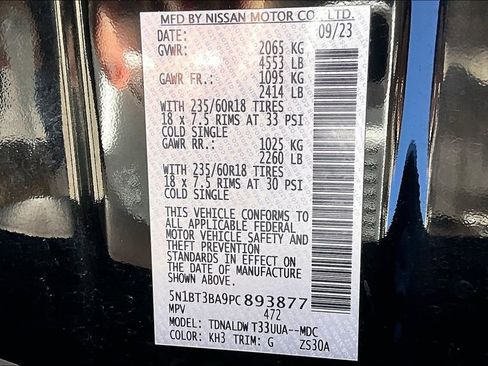 MFD BY NISSAN MOTOR CO., LTD.
DATE: 09/23
GVWR: 2065 KG
4553 LB
GAWR FR.: 1095 KG
2414 LB
WITH 235/60R18 TIRES
18 x 7.5 RIMS AT 33 PSI
COLD SINGLE
GAWR RR.: 1025 KG
2260 LB
WITH 235/60R18 TIRES
18 x 7.5 RIMS AT 30 PSI
COLD SINGLE
THIS VEHICLE CONFORMS TO
ALL APPLICABLE FEDERAL
MOTOR VEHICLE SAFETY AND
THEFT PREVENTION
STANDARDS IN EFFECT ON
THE DATE OF MANUFACTURE
SHOWN ABOVE.
5N1BT3BA9PC893877
MPV 472
MODEL: TDNALDW T33UUA--MDC
COLOR: KH3 TRIM: G ZS30A